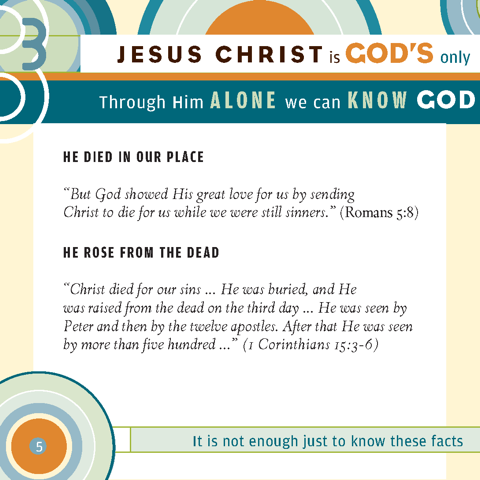 3
JESUS CHRIST is GOD'S only
Through Him ALONE we can KNOW GOD
HE DIED IN OUR PLACE
“But God showed His great love for us by sending
Christ to die for us while we were still sinners.” (Romans 5:8)
HE ROSE FROM THE DEAD
“Christ died for our sins ... He was buried, and He
was raised from the dead on the third day ... He was seen by
Peter and then by the twelve apostles. After that He was seen
by more than five hundred ...” (1 Corinthians 15:3-6)
It is not enough just to know these facts
5